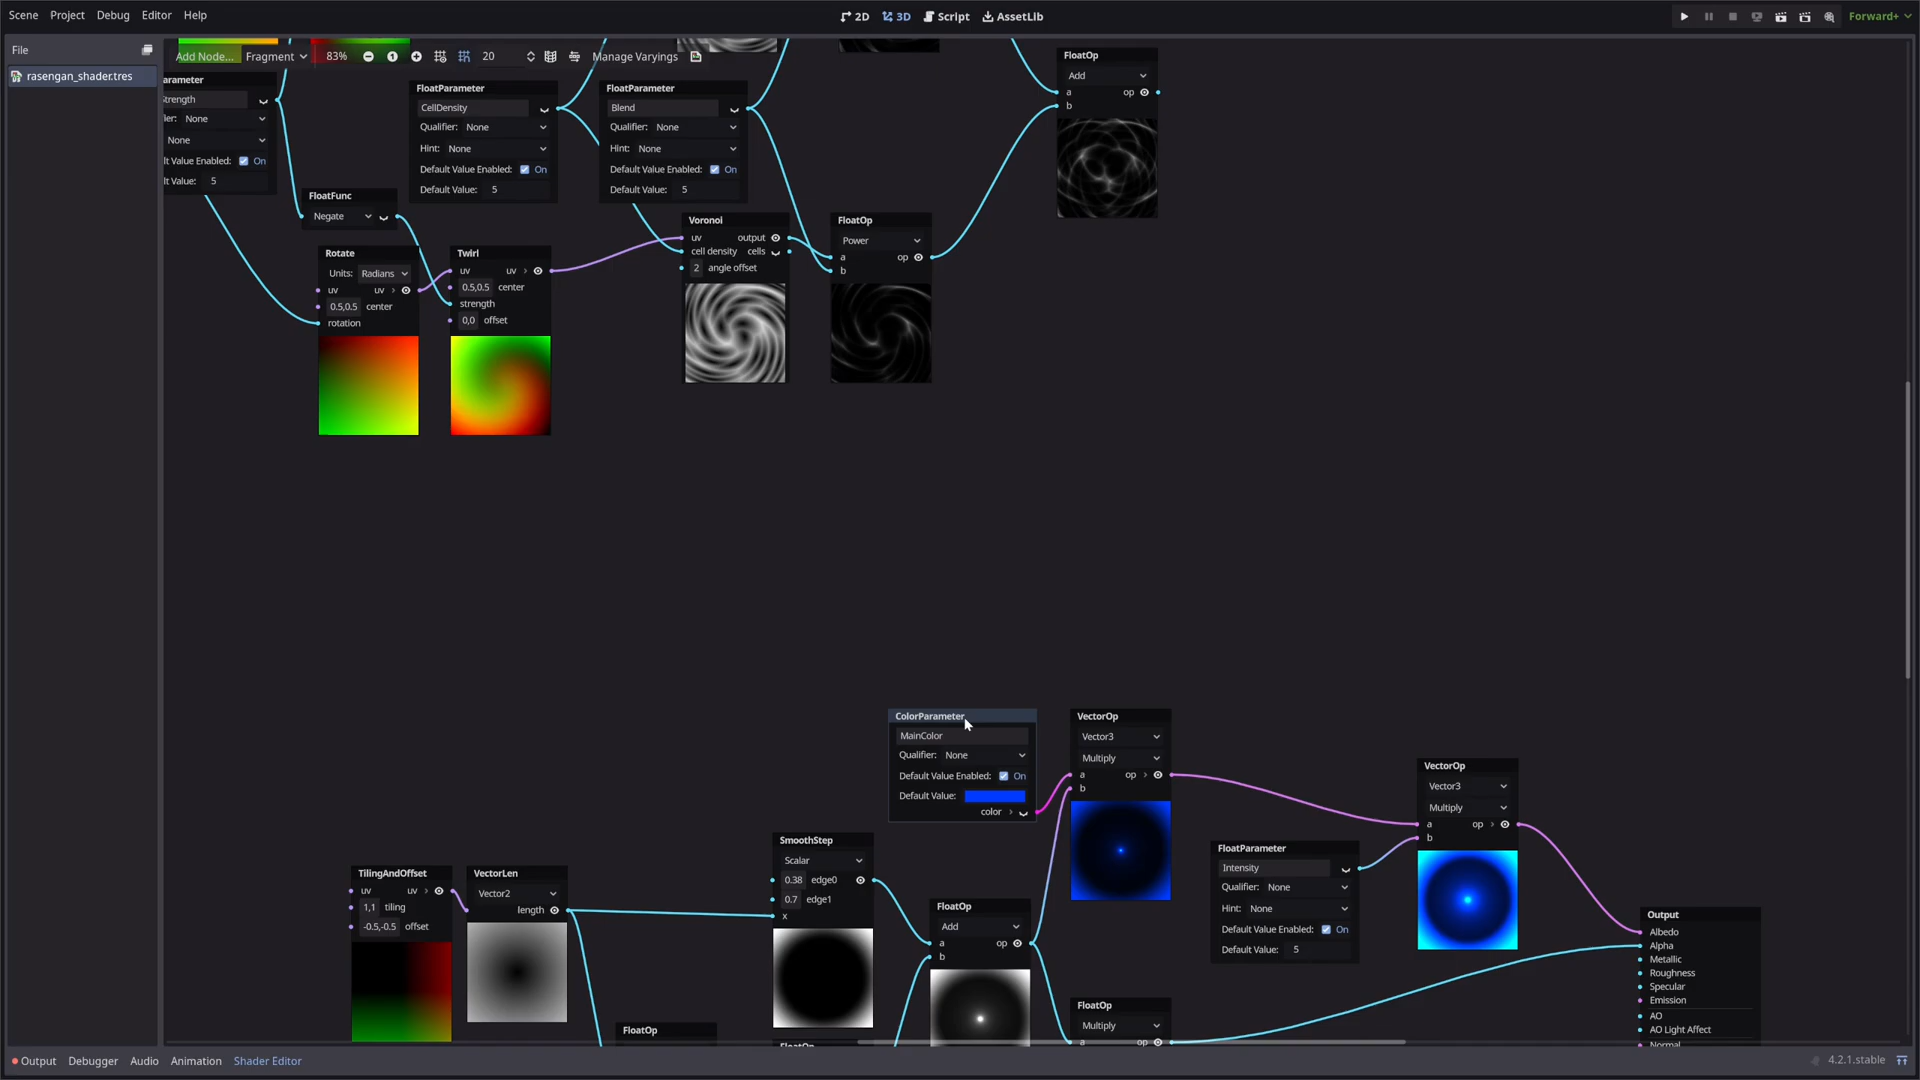 Scene Project Debug Editor Help
2D 3D Script AssetLib
Forward+
File
rasengan_shader.tres
Add Node... Fragment 83% 20 Manage Varyings
arameter
Strength
ier: None
None
lt Value Enabled: On
lt Value: 5
FloatParameter
CellDensity
Qualifier: None
Hint: None
Default Value Enabled: On
Default Value: 5
FloatParameter
Blend
Qualifier: None
Hint: None
Default Value Enabled: On
Default Value: 5
FloatOp
Add
a op
b
FloatFunc
Negate
Rotate
Units: Radians
uv uv
0.5,0.5 center
rotation
Twirl
uv uv
0.5,0.5 center
strength
0,0 offset
Voronoi
uv output
cell density cells
2 angle offset
FloatOp
Power
a op
b
ColorParameter
MainColor
Qualifier: None
Default Value Enabled: On
Default Value:
color
VectorOp
Vector3
Multiply
a op
b
VectorOp
Vector3
Multiply
a op
b
FloatParameter
Intensity
Qualifier: None
Hint: None
Default Value Enabled: On
Default Value: 5
TilingAndOffset
uv uv
1,1 tiling
-0.5,-0.5 offset
VectorLen
Vector2
length
SmoothStep
Scalar
0.38 edge0
0.7 edge1
x
FloatOp
Add
a op
b
FloatOp
FloatOp
FloatOp
Multiply
a op
Output
Albedo
Alpha
Metallic
Roughness
Specular
Emission
AO
AO Light Affect
Normal
Output Debugger Audio Animation Shader Editor
4.2.1.stable